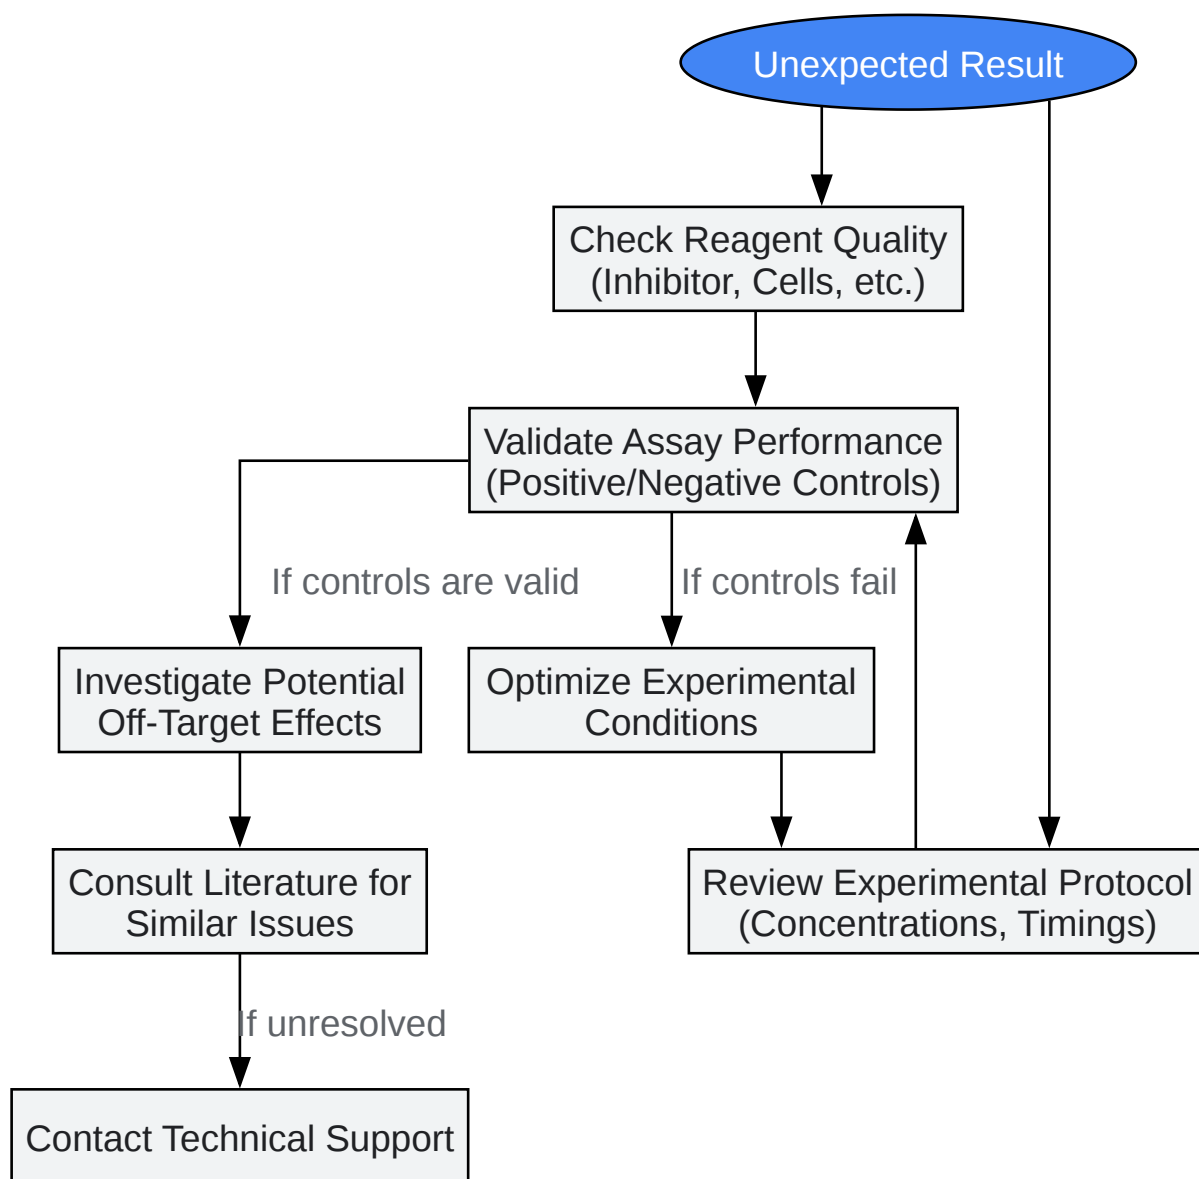 Unexpected Result
Check Reagent Quality
(Inhibitor, Cells, etc.)
Validate Assay Performance
(Positive/Negative Controls)
If controls are valid
If controls fail
Investigate Potential
Off-Target Effects
Optimize Experimental
Conditions
Consult Literature for
Similar Issues
Review Experimental Protocol
(Concentrations, Timings)
If unresolved
Contact Technical Support